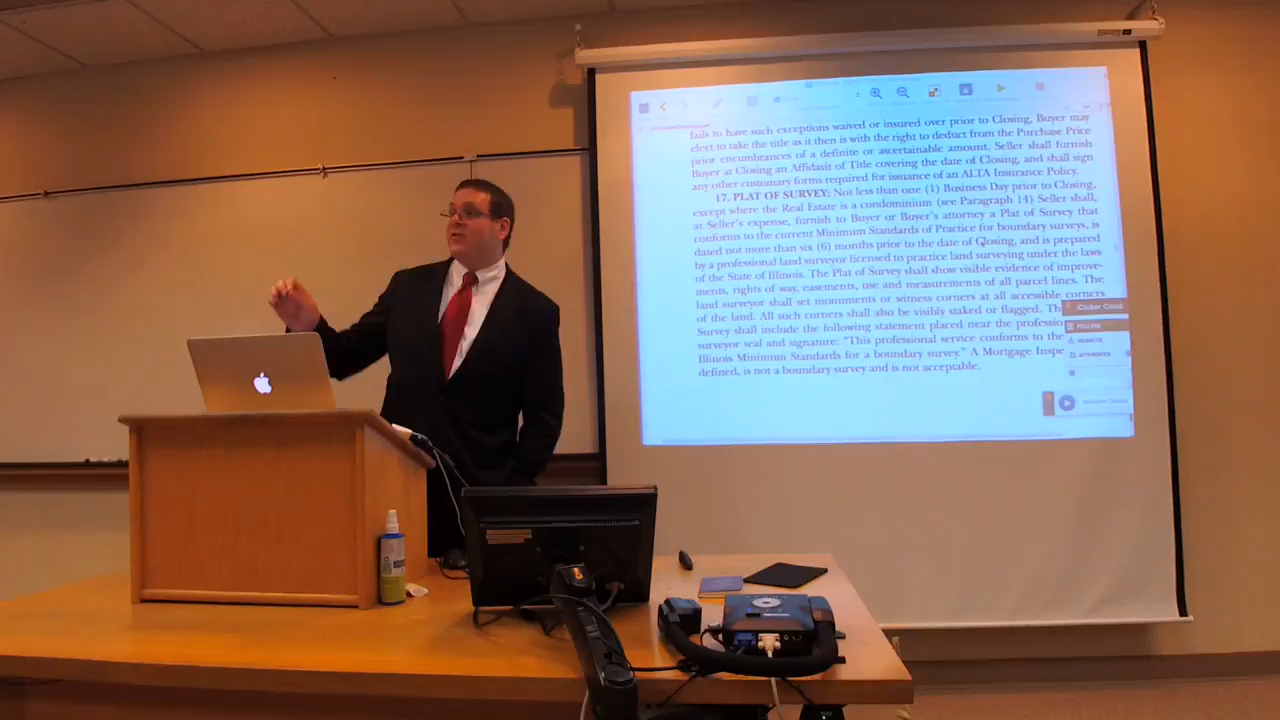 fails to have such exceptions waived or insured over prior to Closing, Buyer may
elect to take the title as it then is with the right to deduct from the Purchase Price
prior encumbrances of a definite or ascertainable amount. Seller shall furnish
Buyer at Closing an Affidavit of Title covering the date of Closing, and shall sign
any other customary forms required for issuance of an ALTA Insurance Policy.
17. PLAT OF SURVEY: Not less than one (1) Business Day prior to Closing,
except where the Real Estate is a condominium (see Paragraph 14) Seller shall,
at Seller's expense, furnish to Buyer or Buyer's attorney a Plat of Survey that
conforms to the current Minimum Standards of Practice for boundary surveys, is
dated not more than six (6) months prior to the date of Closing, and is prepared
by a professional land surveyor licensed to practice land surveying under the laws
of the State of Illinois. The Plat of Survey shall show visible evidence of improve-
ments, rights of way, easements, use and measurements of all parcel lines. The
land surveyor shall set monuments or witness corners at all accessible corners
of the land. All such corners shall also be visibly staked or flagged. Th
Survey shall include the following statement placed near the professio
surveyor seal and signature: "This professional service conforms to the
Illinois Minimum Standards for a boundary survey." A Mortgage Inspe
defined, is not a boundary survey and is not acceptable.
iClicker Cloud
POLLING
Multiple Choice